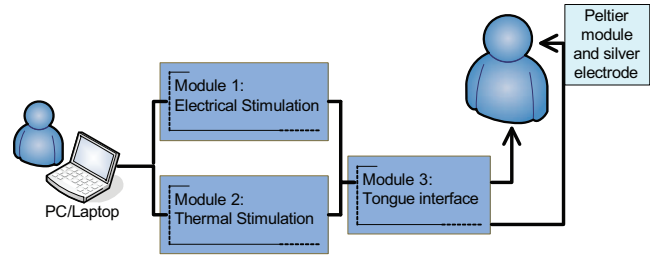 Peltier
module
and silver
electrode
Module 1:
Electrical Stimulation
PC/Laptop
Module 2:
Thermal Stimulation
Module 3:
Tongue interface